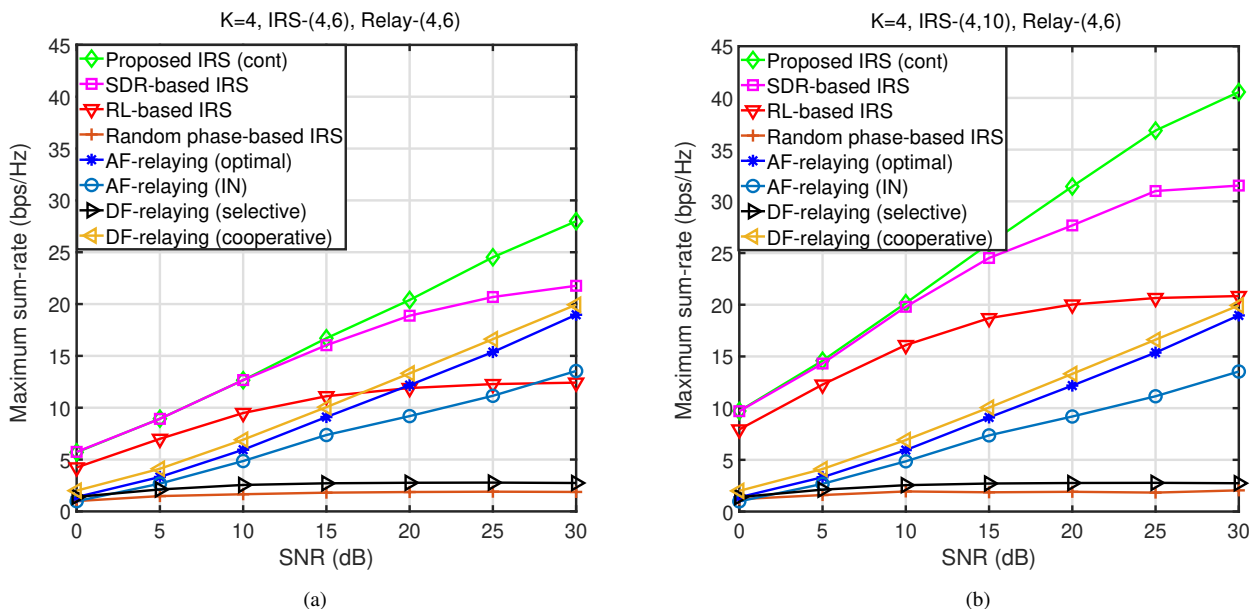 K=4, IRS-(4,6), Relay-(4,6)
45
40
35
30
25
20
15
10
5
0
Maximum sum-rate (bps/Hz)
Proposed IRS (cont)
SDR-based IRS
RL-based IRS
Random phase-based IRS
AF-relaying (optimal)
AF-relaying (IN)
DF-relaying (selective)
DF-relaying (cooperative)
0 5 10 15 20 25 30
SNR (dB)
(a)
K=4, IRS-(4,10), Relay-(4,6)
45
40
35
30
25
20
15
10
5
0
Maximum sum-rate (bps/Hz)
Proposed IRS (cont)
SDR-based IRS
RL-based IRS
Random phase-based IRS
AF-relaying (optimal)
AF-relaying (IN)
DF-relaying (selective)
DF-relaying (cooperative)
0 5 10 15 20 25 30
SNR (dB)
(b)